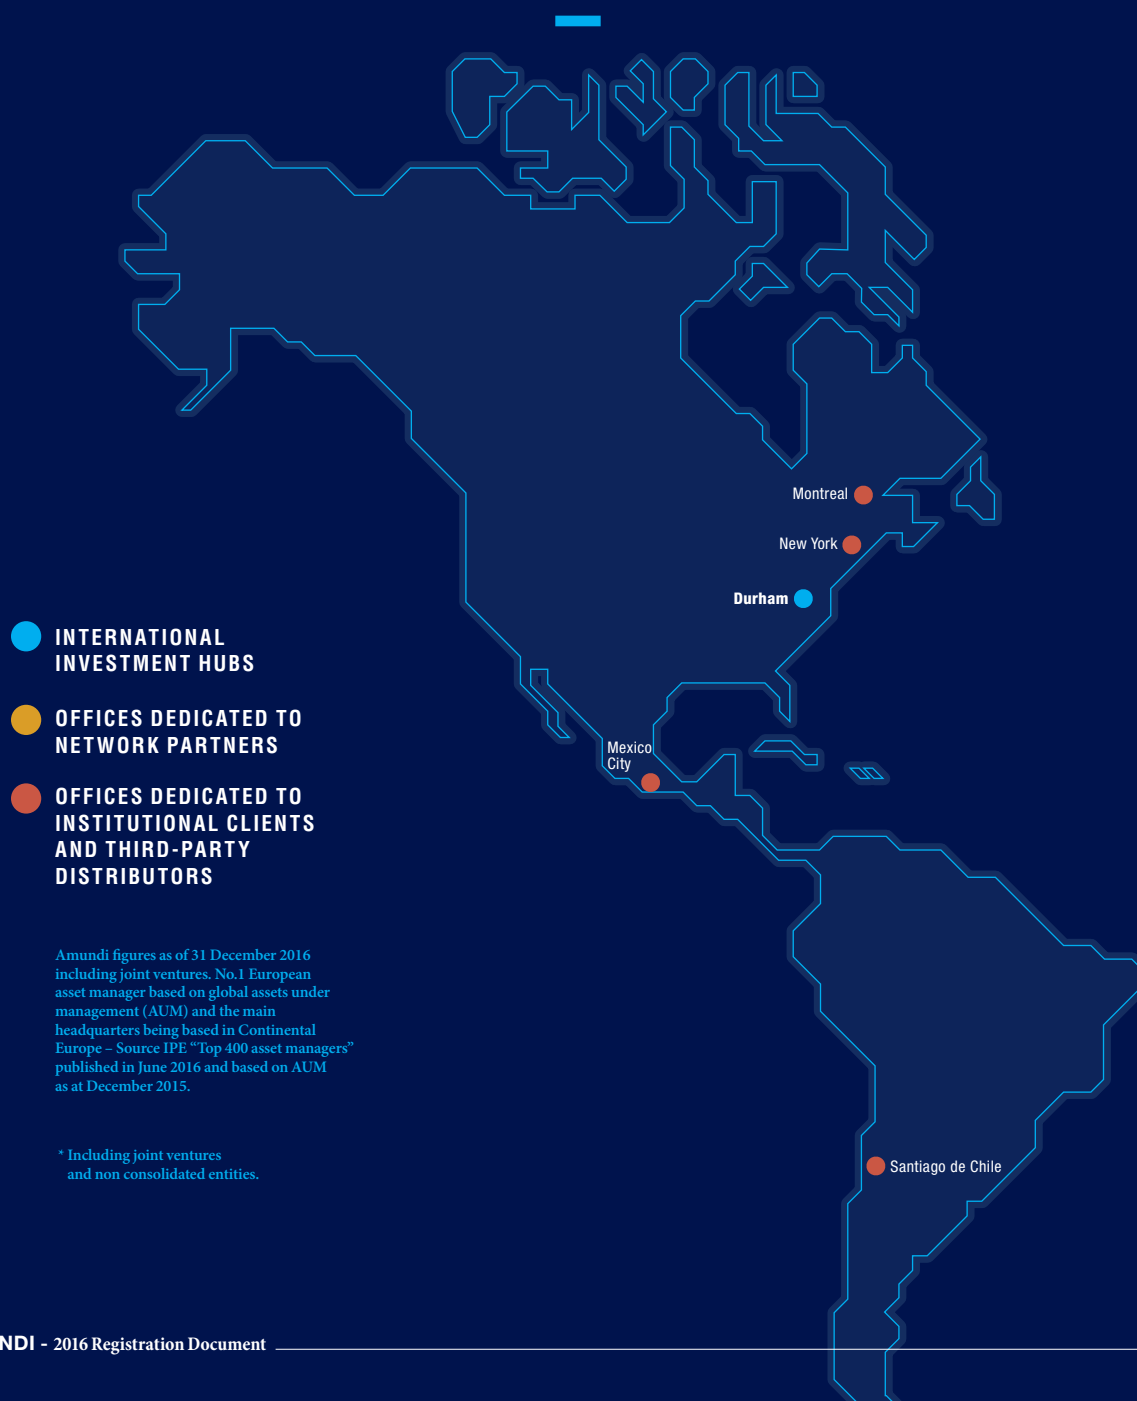 Montreal
New York
Durham
INTERNATIONAL
INVESTMENT HUBS
OFFICES DEDICATED TO
NETWORK PARTNERS
Mexico
City
OFFICES DEDICATED TO
INSTITUTIONAL CLIENTS
AND THIRD-PARTY
DISTRIBUTORS
Amundi figures as of 31 December 2016
including joint ventures. No.1 European
asset manager based on global assets under
management (AUM) and the main
headquarters being based in Continental
Europe – Source IPE “Top 400 asset managers”
published in June 2016 and based on AUM
as at December 2015.
* Including joint ventures
and non consolidated entities.
Santiago de Chile
NDI - 2016 Registration Document